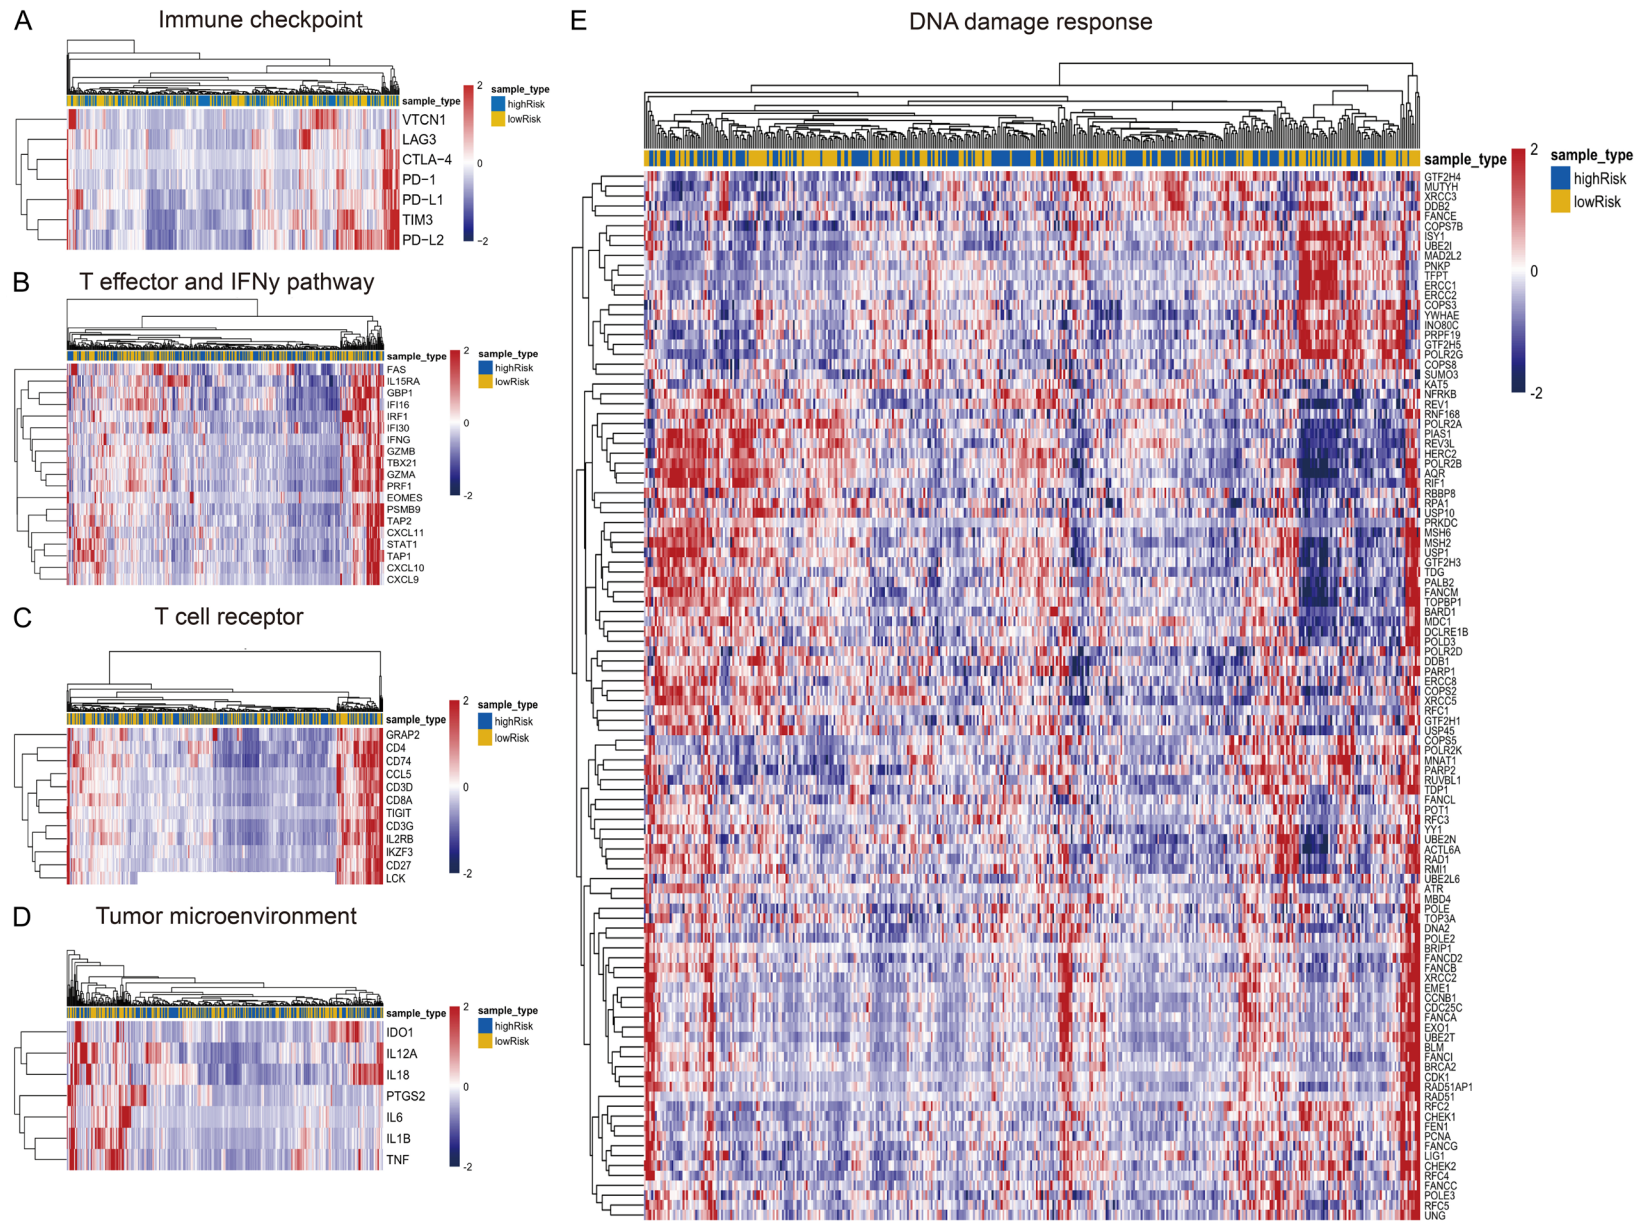 A
Immune checkpoint
sample_type
VTCN1
LAG3
CTLA-4
PD-1
PD-L1
TIM3
PD-L2
2
0
-2
sample_type
highRisk
lowRisk
B
T effector and IFNγ pathway
sample_type
FAS
IL15RA
GBP1
IFI16
IRF1
IFI30
IFNG
GZMB
TBX21
GZMA
PRF1
EOMES
PSMB9
TAP2
CXCL11
STAT1
TAP1
CXCL10
CXCL9
2
0
-2
sample_type
highRisk
lowRisk
C
T cell receptor
sample_type
GRAP2
CD4
CD74
CCL5
CD3D
CD8A
TIGIT
CD3G
IL2RB
IKZF3
CD27
LCK
2
0
-2
sample_type
highRisk
lowRisk
D
Tumor microenvironment
sample_type
IDO1
IL12A
IL18
PTGS2
IL6
IL1B
TNF
2
0
-2
sample_type
highRisk
lowRisk
E
DNA damage response
sample_type
GTF2H4
MUTYH
XRCC3
DDB2
FANCE
COPS7B
ISY1
UBE2I
MAD2L2
PNKP
TFPT
ERCC1
ERCC2
COPS3
YWHAE
INO80C
PRPF19
GTF2H5
POLR2G
COPS8
SUMO3
KAT5
NFRKB
REV1
RNF168
POLR2A
PIAS1
REV3L
HERC2
POLR2B
AQR
RIF1
RBBP8
RPA1
USP10
PRKDC
MSH6
MSH2
USP1
GTF2H3
TDG
PALB2
FANCM
TOPBP1
BARD1
MDC1
DCLRE1B
POLD3
POLR2D
DDB1
PARP1
ERCC8
COPS2
XRCC5
RFC1
GTF2H1
USP45
COPS5
POLR2K
MNAT1
PARP2
RUVBL1
TDP1
FANCL
POT1
RFC3
YY1
UBE2N
ACTL6A
RAD1
RMI1
UBE2L6
ATR
MBD4
POLE
TOP3A
DNA2
POLE2
BRIP1
FANCD2
FANCB
XRCC2
EME1
CCNB1
CDC25C
FANCA
EXO1
UBE2T
BLM
FANCI
BRCA2
CDK1
RAD51AP1
RAD51
RFC2
CHEK1
FEN1
PCNA
FANCG
LIG1
CHEK2
RFC4
FANCC
POLE3
RFC5
UNG
2
0
-2
sample_type
highRisk
lowRisk